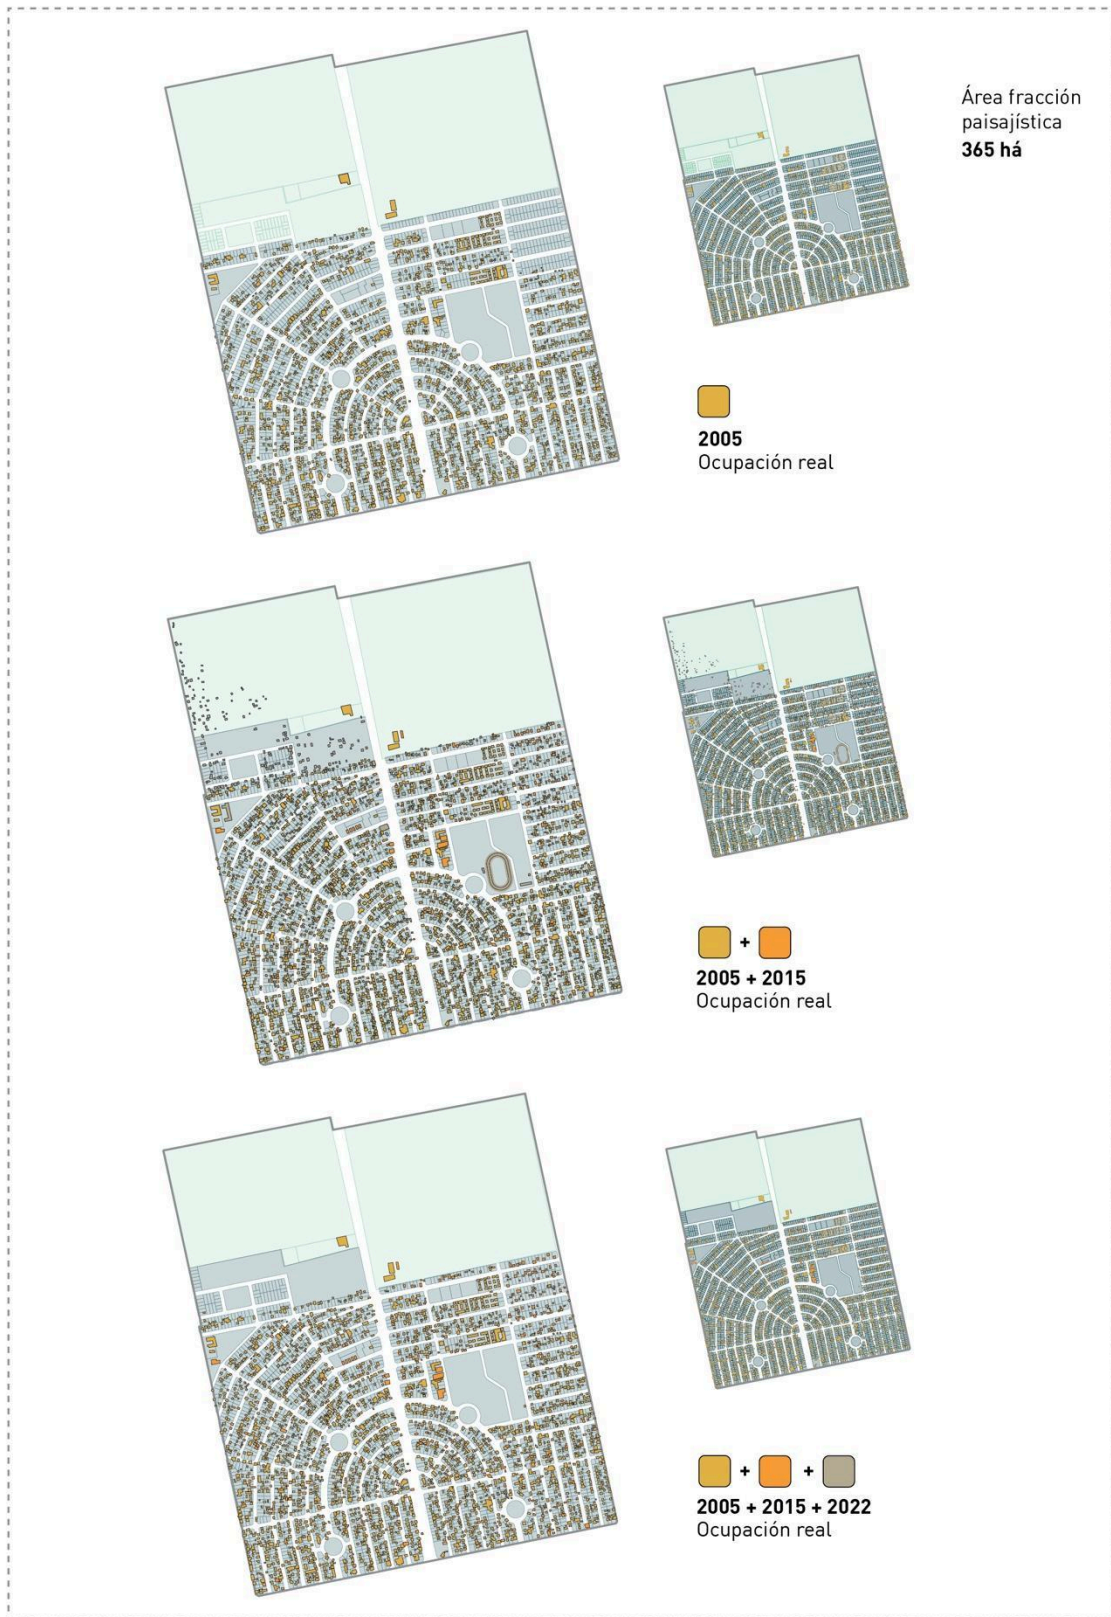 Área fracción
paisajística
365 há
2005
Ocupación real
+
2005 + 2015
Ocupación real
+ +
2005 + 2015 + 2022
Ocupación real